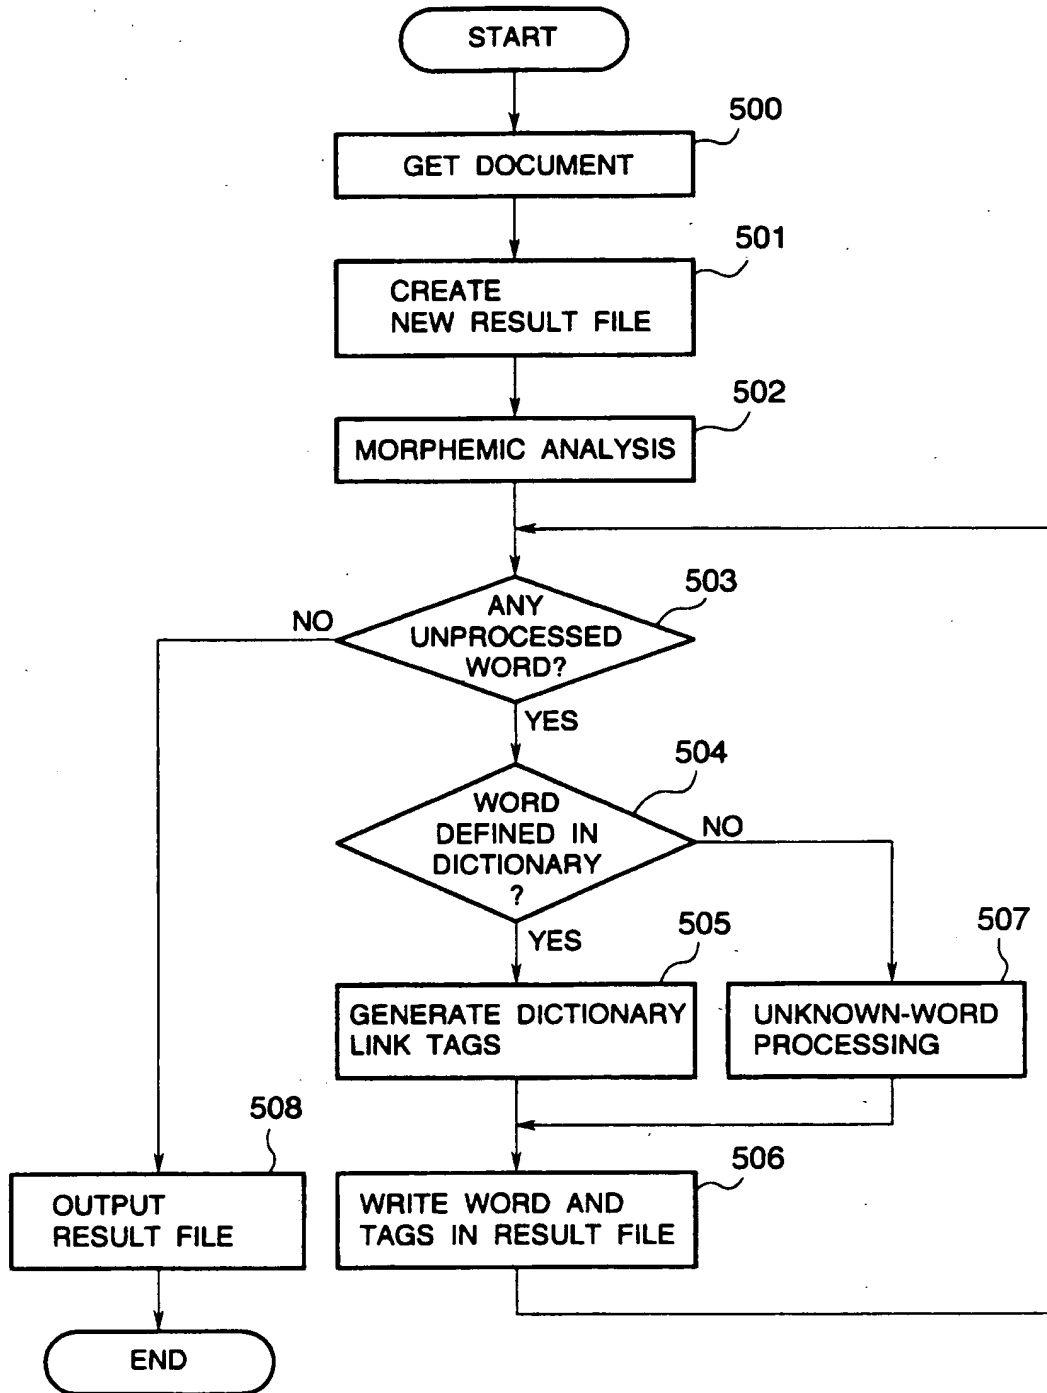 START
500
GET DOCUMENT
501
CREATE
NEW RESULT FILE
502
MORPHEMIC ANALYSIS
503
NO
ANY
UNPROCESSED
WORD?
YES
504
WORD
DEFINED IN
DICTIONARY
?
NO
YES
505
507
GENERATE DICTIONARY
LINK TAGS
UNKNOWN-WORD
PROCESSING
508
506
OUTPUT
RESULT FILE
WRITE WORD AND
TAGS IN RESULT FILE
END